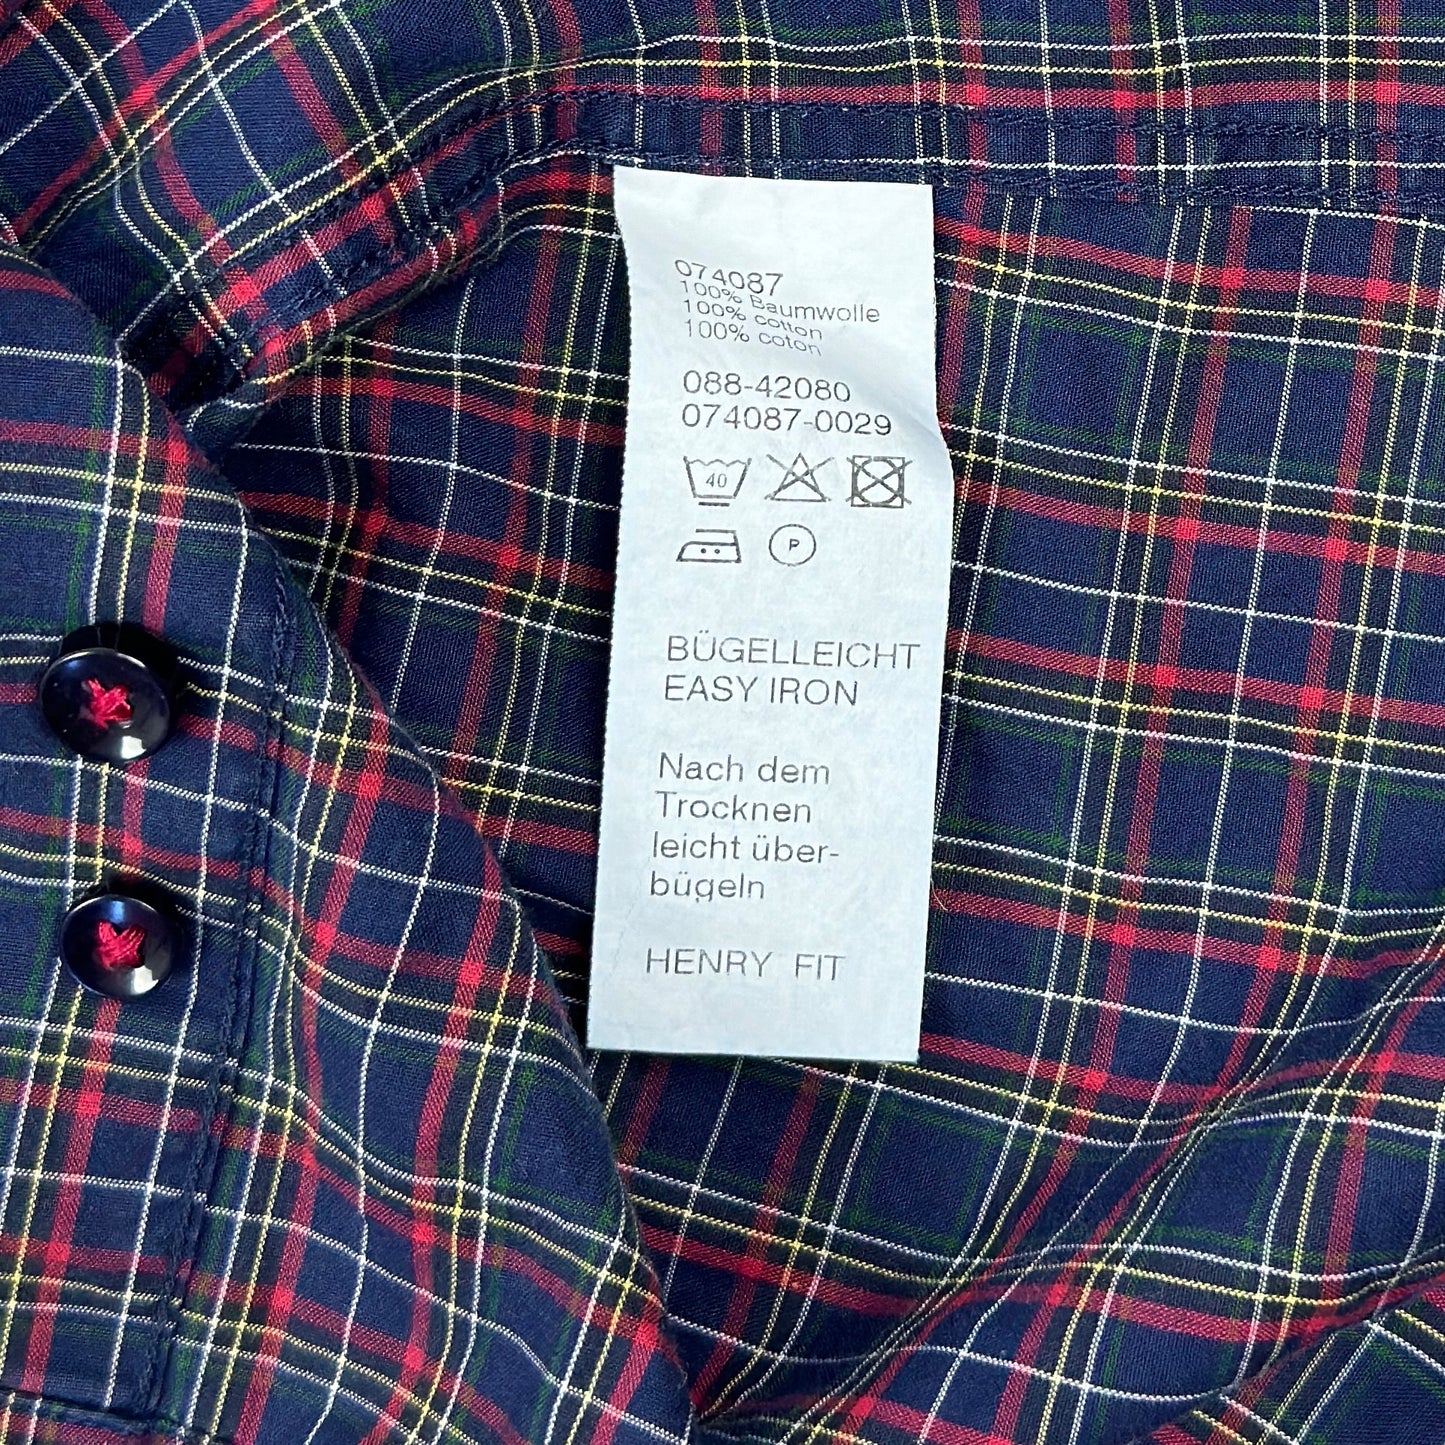 074087
100% Baumwolle
100% cotton
100% coton
088-42080
074087-0029
40
P
BÜGELLEICHT
EASY IRON
Nach dem
Trocknen
leicht über-
bügeln
HENRY FIT